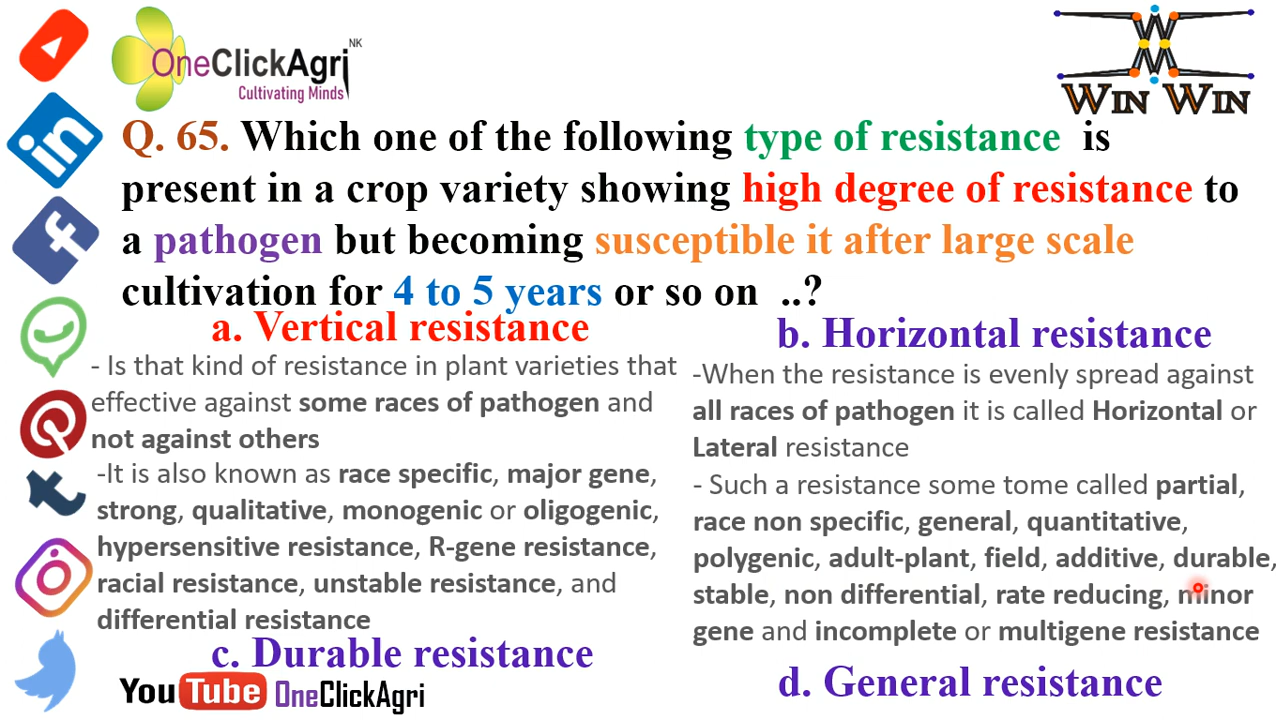 OneClickAgri NK
Cultivating Minds
WIN WIN
Q. 65. Which one of the following type of resistance is
present in a crop variety showing high degree of resistance to
a pathogen but becoming susceptible it after large scale
cultivation for 4 to 5 years or so on ..?
a. Vertical resistance
- Is that kind of resistance in plant varieties that
effective against some races of pathogen and
not against others
-It is also known as race specific, major gene,
strong, qualitative, monogenic or oligogenic,
hypersensitive resistance, R-gene resistance,
racial resistance, unstable resistance, and
differential resistance
b. Horizontal resistance
-When the resistance is evenly spread against
all races of pathogen it is called Horizontal or
Lateral resistance
- Such a resistance some tome called partial,
race non specific, general, quantitative,
polygenic, adult-plant, field, additive, durable,
stable, non differential, rate reducing, minor
gene and incomplete or multigene resistance
c. Durable resistance
d. General resistance
YouTube OneClickAgri